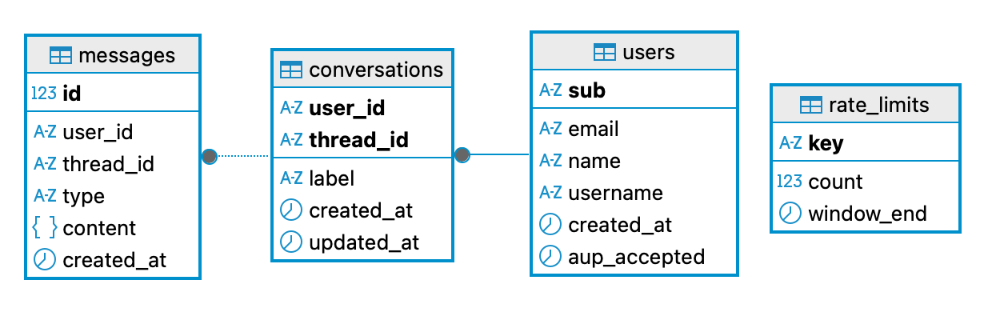 messages
123 id
A-Z user_id
A-Z thread_id
A-Z type
{ } content
created_at
conversations
A-Z user_id
A-Z thread_id
A-Z label
created_at
updated_at
users
A-Z sub
A-Z email
A-Z name
A-Z username
created_at
aup_accepted
rate_limits
A-Z key
123 count
window_end